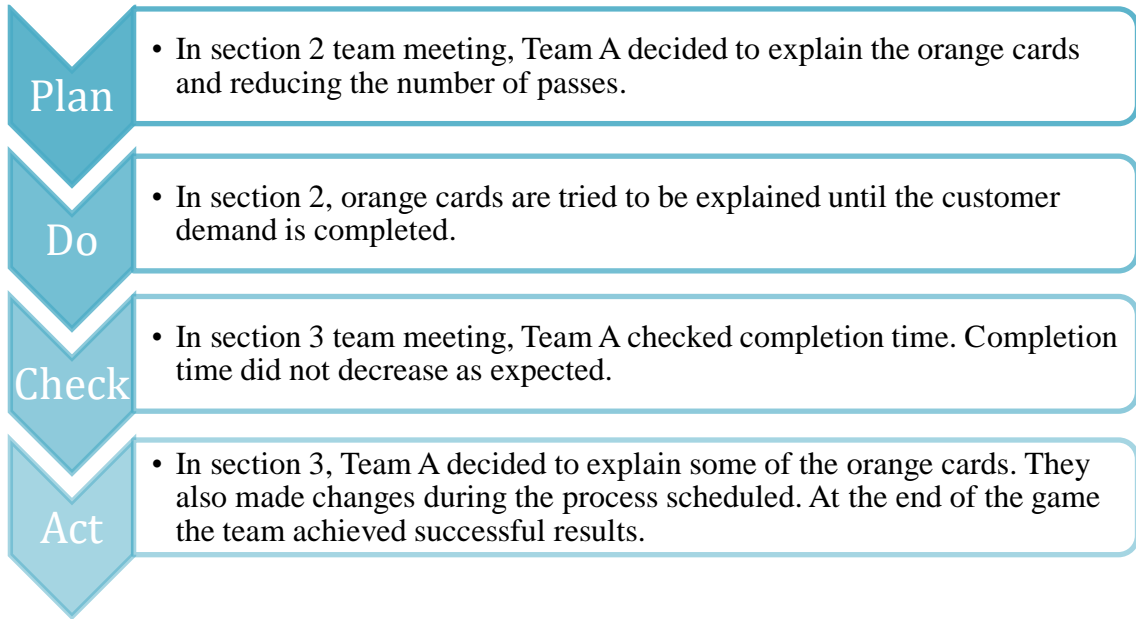 Plan
• In section 2 team meeting, Team A decided to explain the orange cards
and reducing the number of passes.
Do
• In section 2, orange cards are tried to be explained until the customer
demand is completed.
Check
• In section 3 team meeting, Team A checked completion time. Completion
time did not decrease as expected.
Act
• In section 3, Team A decided to explain some of the orange cards. They
also made changes during the process scheduled. At the end of the game
the team achieved successful results.